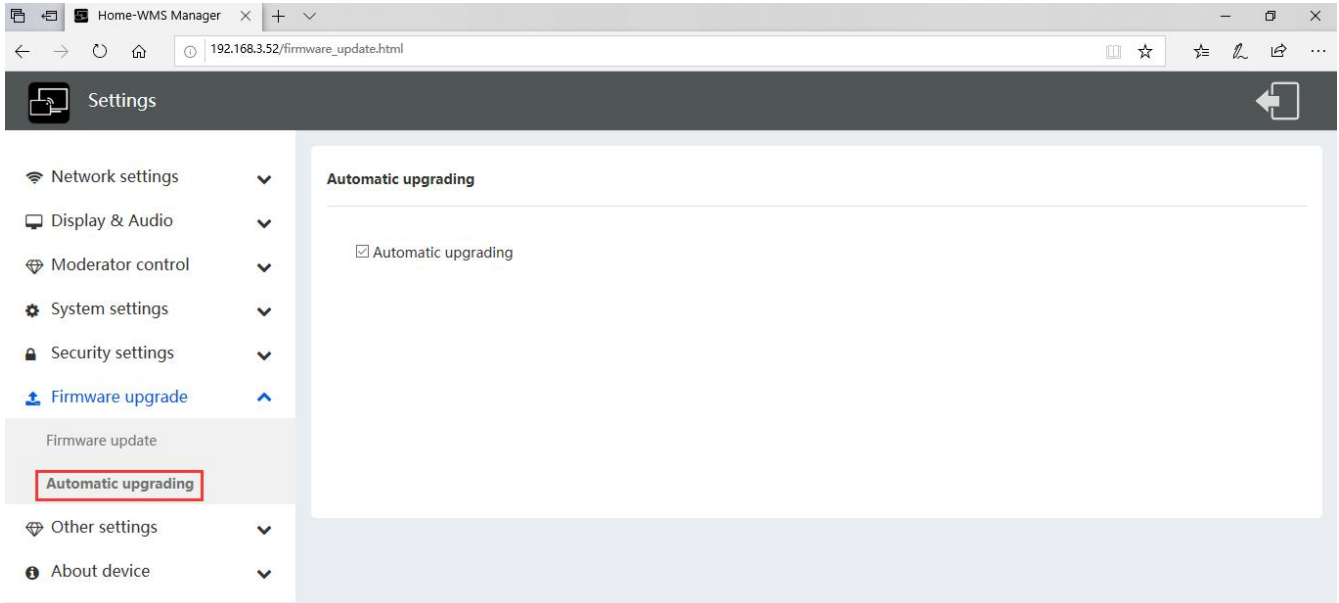 Home-WMS Manager
192.168.3.52/firmware_update.html
Settings
Network settings
Display & Audio
Moderator control
System settings
Security settings
Firmware upgrade
Firmware update
Automatic upgrading
Other settings
About device
Automatic upgrading
Automatic upgrading